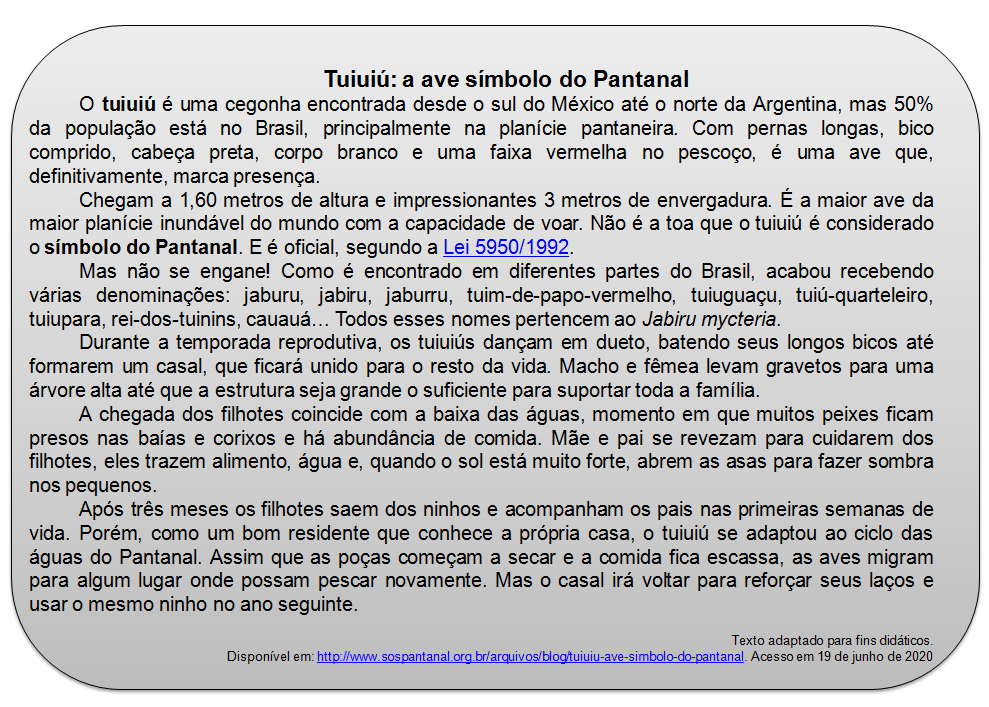 Tuiuiú: a ave símbolo do Pantanal
O tuiuiú é uma cegonha encontrada desde o sul do México até o norte da Argentina, mas 50%
da população está no Brasil, principalmente na planície pantaneira. Com pernas longas, bico
comprido, cabeça preta, corpo branco e uma faixa vermelha no pescoço, é uma ave que,
definitivamente, marca presença.
Chegam a 1,60 metros de altura e impressionantes 3 metros de envergadura. É a maior ave da
maior planície inundável do mundo com a capacidade de voar. Não é a toa que o tuiuiú é considerado
o símbolo do Pantanal. E é oficial, segundo a Lei 5950/1992.
Mas não se engane! Como é encontrado em diferentes partes do Brasil, acabou recebendo
várias denominações: jaburu, jabiru, jaburru, tuim-de-papo-vermelho, tuiuguaçu, tuiú-quarteleiro,
tuiupara, rei-dos-tuinins, cauauá… Todos esses nomes pertencem ao Jabiru mycteria.
Durante a temporada reprodutiva, os tuiuiús dançam em dueto, batendo seus longos bicos até
formarem um casal, que ficará unido para o resto da vida. Macho e fêmea levam gravetos para uma
árvore alta até que a estrutura seja grande o suficiente para suportar toda a família.
A chegada dos filhotes coincide com a baixa das águas, momento em que muitos peixes ficam
presos nas baías e corixos e há abundância de comida. Mãe e pai se revezam para cuidarem dos
filhotes, eles trazem alimento, água e, quando o sol está muito forte, abrem as asas para fazer sombra
nos pequenos.
Após três meses os filhotes saem dos ninhos e acompanham os pais nas primeiras semanas de
vida. Porém, como um bom residente que conhece a própria casa, o tuiuiú se adaptou ao ciclo das
águas do Pantanal. Assim que as poças começam a secar e a comida fica escassa, as aves migram
para algum lugar onde possam pescar novamente. Mas o casal irá voltar para reforçar seus laços e
usar o mesmo ninho no ano seguinte.
Texto adaptado para fins didáticos.
Disponível em: http://www.sospantanal.org.br/arquivos/blog/tuiuiu-ave-simbolo-do-pantanal. Acesso em 19 de junho de 2020